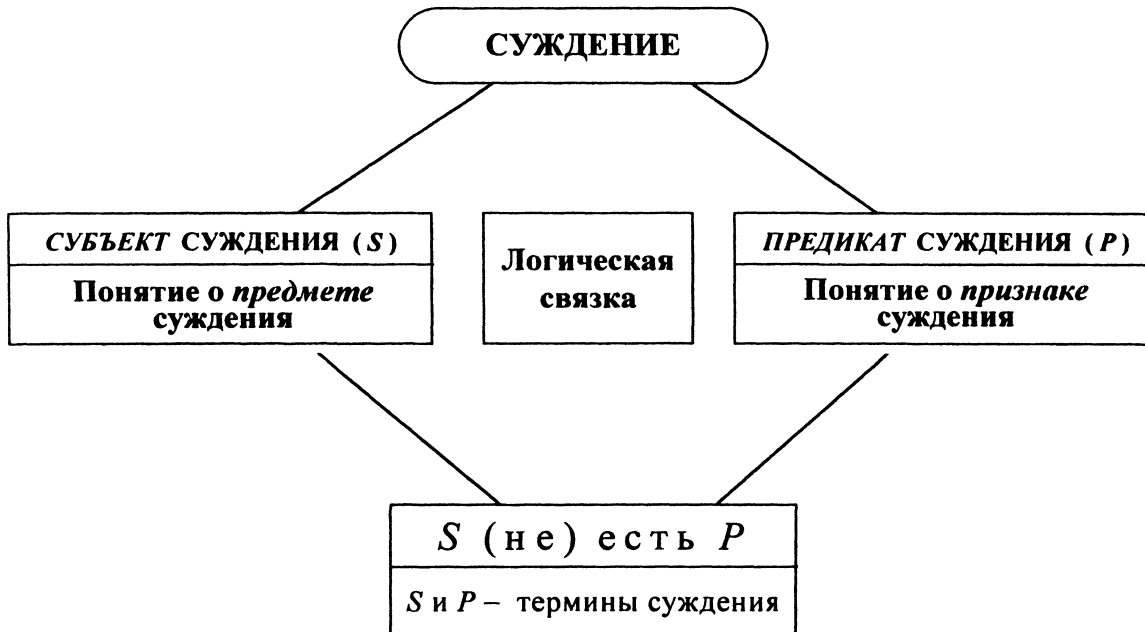 СУЖДЕНИЕ
СУБЪЕКТ СУЖДЕНИЯ (S)
Понятие о предмете
суждения
Логическая
связка
ПРЕДИКАТ СУЖДЕНИЯ (P)
Понятие о признаке
суждения
S (не) есть P
S и P – термины суждения